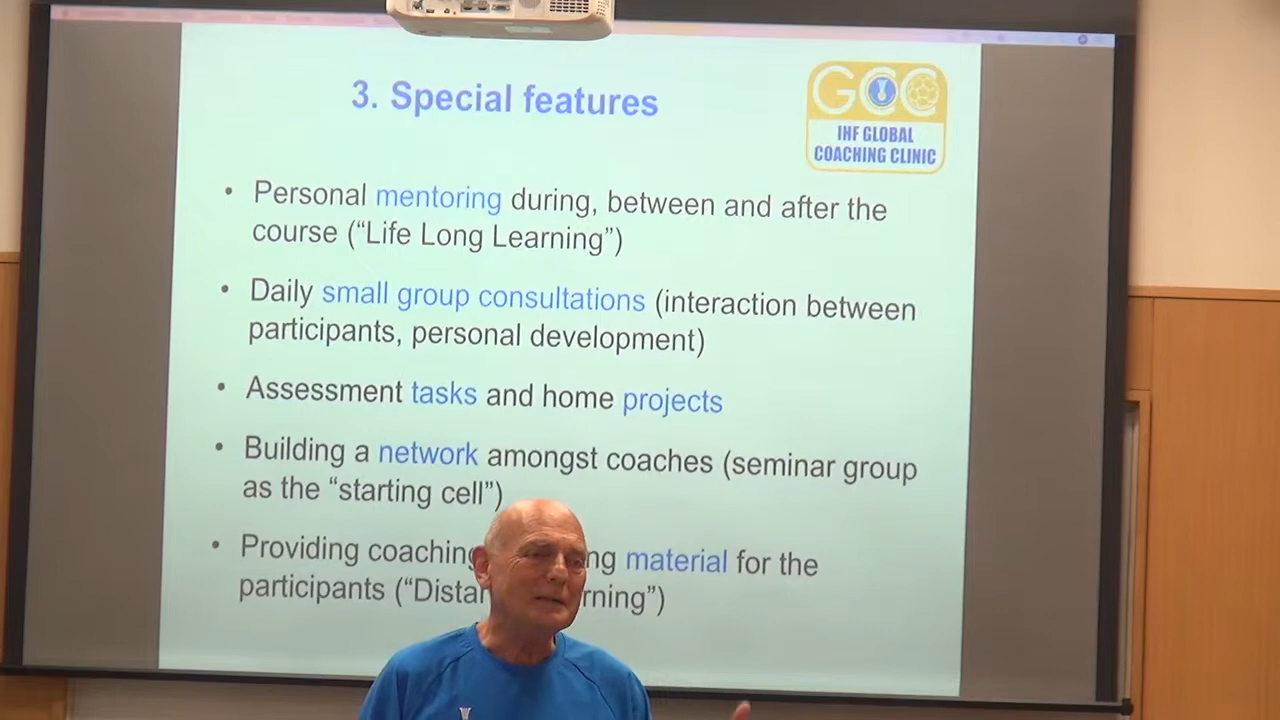 3. Special features
GCC
IHF GLOBAL
COACHING CLINIC
• Personal mentoring during, between and after the
course (“Life Long Learning”)
• Daily small group consultations (interaction between
participants, personal development)
• Assessment tasks and home projects
• Building a network amongst coaches (seminar group
as the “starting cell”)
• Providing coaching material for the
participants (“